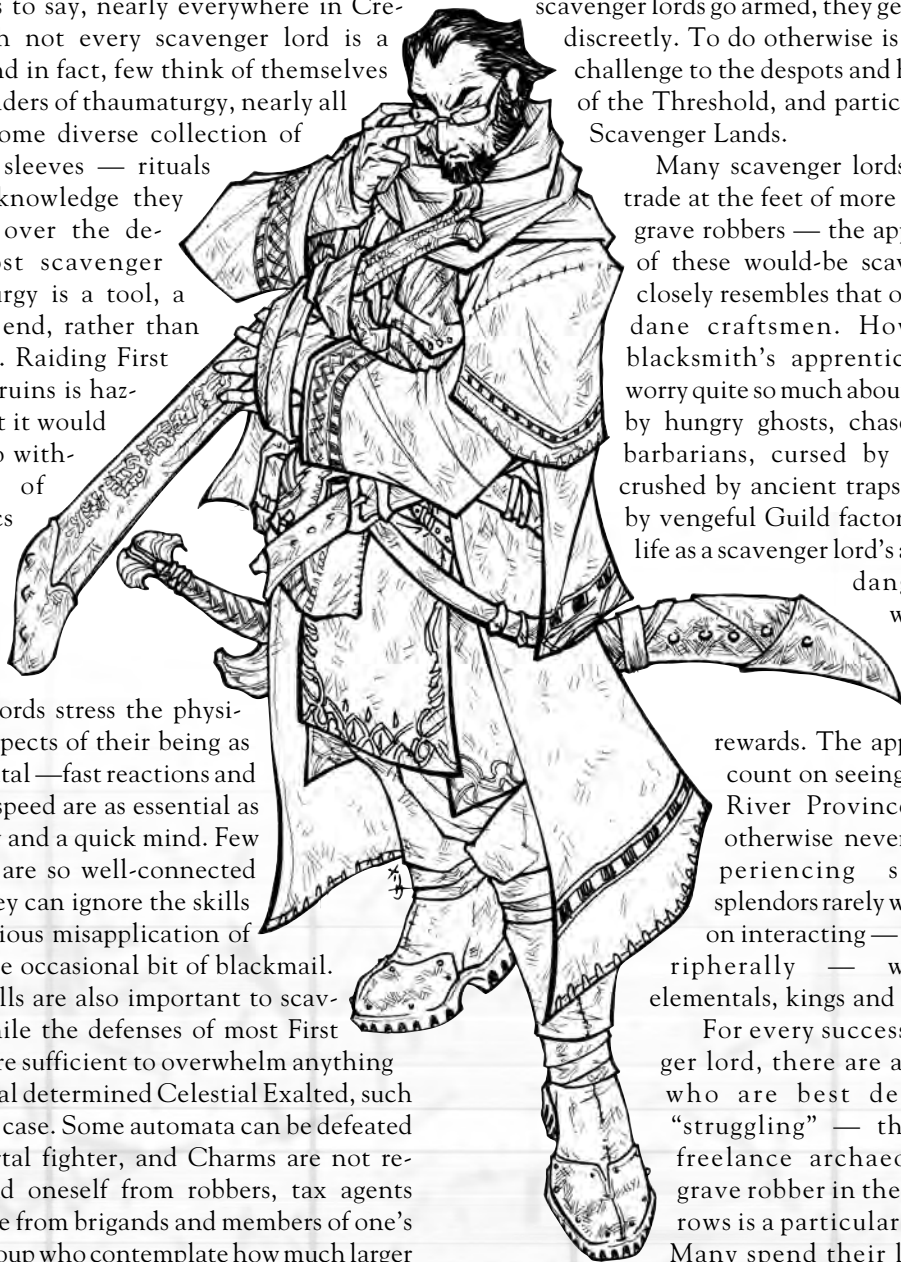 s to say, nearly everywhere in Cre-
n not every scavenger lord is a
nd in fact, few think of themselves
ders of thaumaturgy, nearly all
ome diverse collection of
sleeves — rituals
knowledge they
over the de-
ost scavenger
urgy is a tool, a
end, rather than
. Raiding First
ruins is haz-
t it would
o with-
of
cs
ords stress the physi-
pects of their being as
tal —fast reactions and
speed are as essential as
y and a quick mind. Few
are so well-connected
ey can ignore the skills
ious misapplication of
e occasional bit of blackmail.
lls are also important to scav-
hile the defenses of most First
re sufficient to overwhelm anything
al determined Celestial Exalted, such
case. Some automata can be defeated
rtal fighter, and Charms are not re-
d oneself from robbers, tax agents
e from brigands and members of one's
oup who contemplate how much larger
scavenger lords go armed, they ge
discreetly. To do otherwise is
challenge to the despots and
of the Threshold, and partic
Scavenger Lands.
Many scavenger lords
trade at the feet of more
grave robbers — the app
of these would-be scav
closely resembles that o
dane craftsmen. How
blacksmith's apprentic
worry quite so much abou
by hungry ghosts, chase
barbarians, cursed by
crushed by ancient traps
by vengeful Guild factor
life as a scavenger lord's a
dang
w
rewards. The app
count on seeing
River Province
otherwise never
periencing s
splendors rarely w
on interacting —
ripherally — w
elementals, kings and
For every success
ger lord, there are a
who are best de
"struggling" — th
freelance archaeo
grave robber in the
rows is a particular
Many spend their l